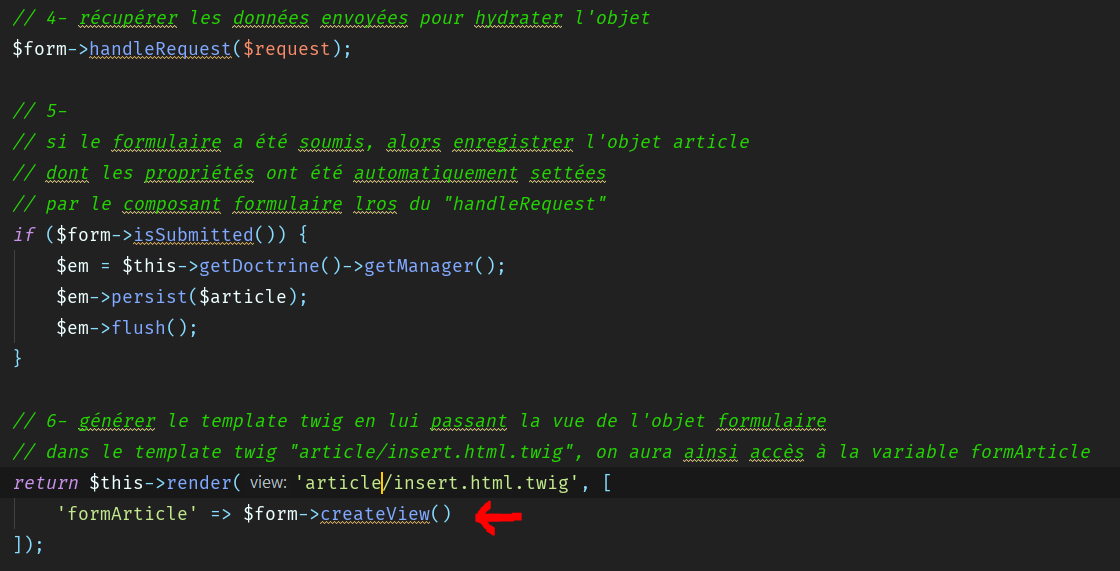 // 4- récupérer les données envoyées pour hydrater l'objet
$form->handleRequest($request);
// 5-
// si le formulaire a été soumis, alors enregistrer l'objet article
// dont les propriétés ont été automatiquement settées
// par le composant formulaire lros du "handleRequest"
if ($form->isSubmitted()) {
$em = $this->getDoctrine()->getManager();
$em->persist($article);
$em->flush();
}
// 6- générer le template twig en lui passant la vue de l'objet formulaire
// dans le template twig "article/insert.html.twig", on aura ainsi accès à la variable formArticle
return $this->render( view: 'article/insert.html.twig', [
'formArticle' => $form->createView()
]);